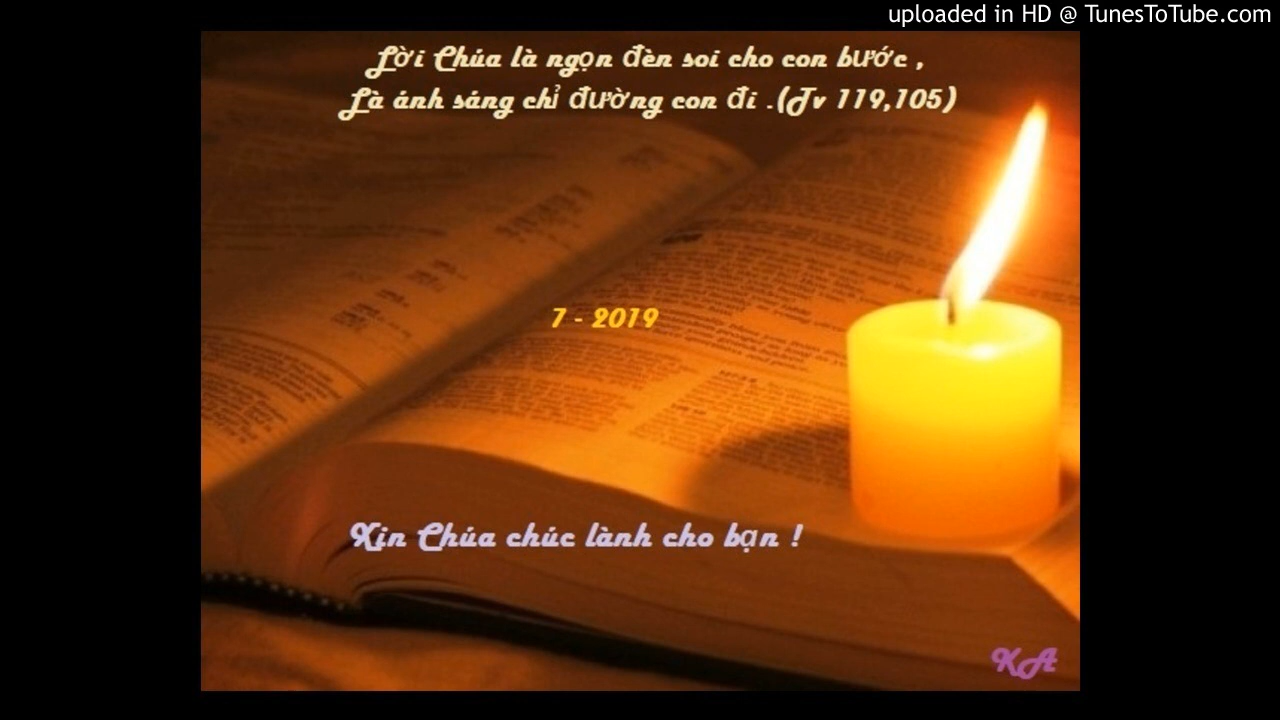 uploaded in HD @ TunesToTube.com
Lời Chúa là ngọn đèn soi cho con bước ,
Là ánh sáng chỉ đường con đi .(Tv 119,105)
7 - 2019
Xin Chúa chúc lành cho bạn !
KA